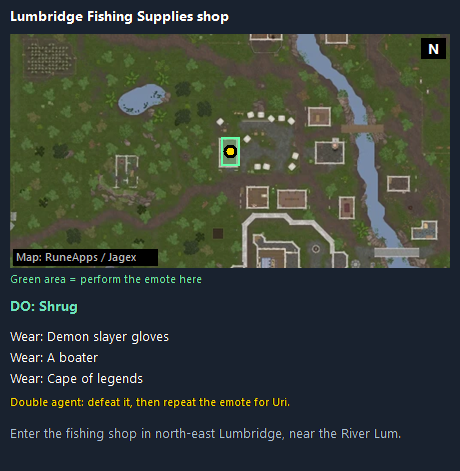 Lumbridge Fishing Supplies shop
N
Map: RuneApps / Jagex
Green area = perform the emote here
DO: Shrug
Wear: Demon slayer gloves
Wear: A boater
Wear: Cape of legends
Double agent: defeat it, then repeat the emote for Uri.
Enter the fishing shop in north-east Lumbridge, near the River Lum.